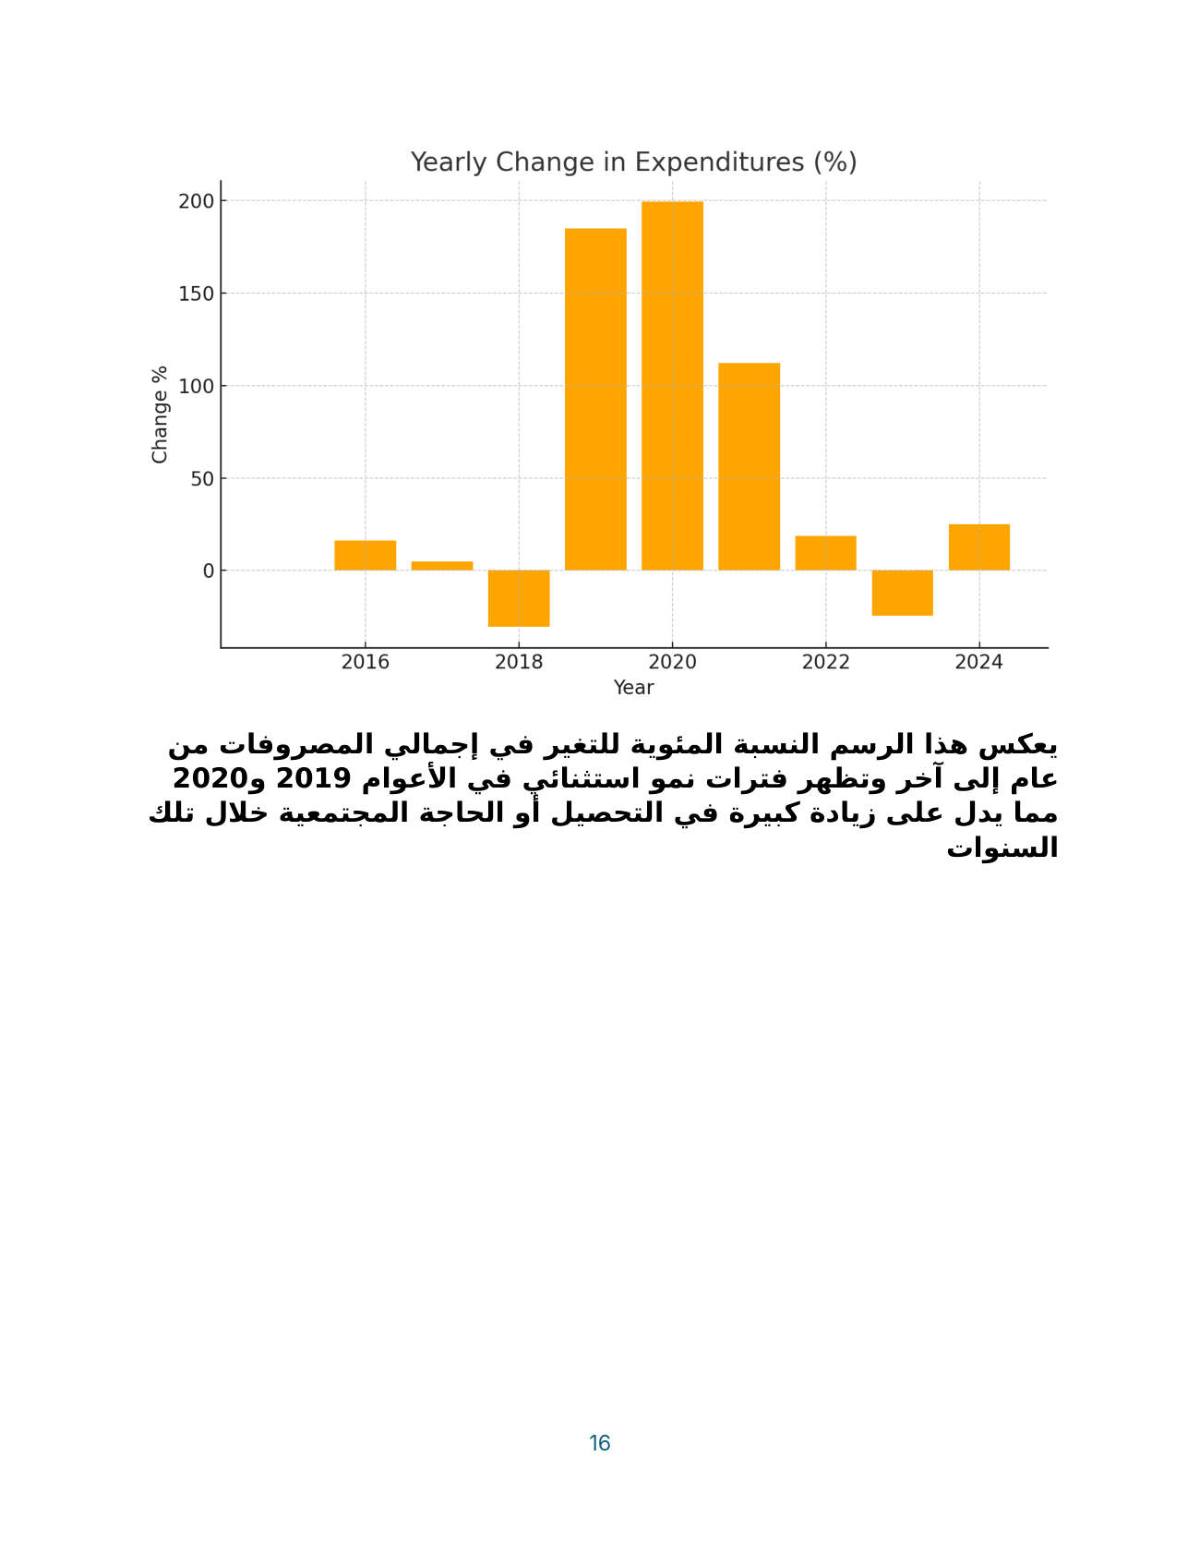 Yearly Change in Expenditures (%)
200
150
100
50
0
Change %
2016 2018 2020 2022 2024
Year
يعكس هذا الرسم النسبة المئوية للتغير في إجمالي المصروفات من
عام إلى آخر وتظهر فترات نمو استثنائي في الأعوام 2019 و2020
مما يدل على زيادة كبيرة في التحصيل أو الحاجة المجتمعية خلال تلك
السنوات
16